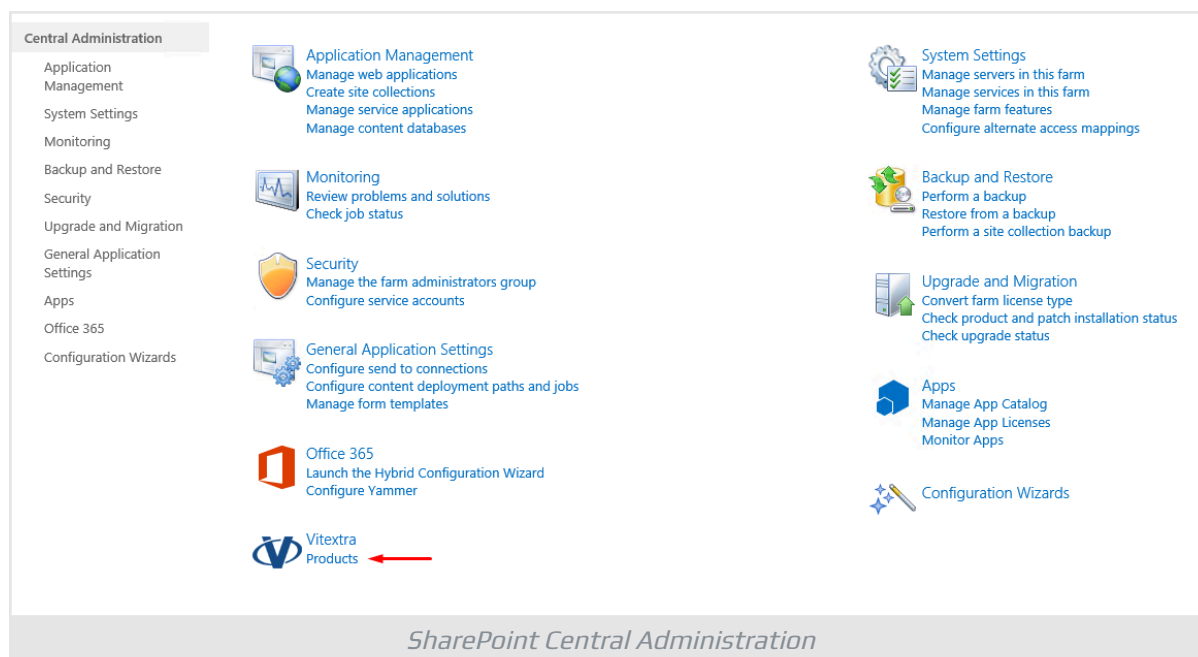 Central Administration
Application
Management
System Settings
Monitoring
Backup and Restore
Security
Upgrade and Migration
General Application
Settings
Apps
Office 365
Configuration Wizards
Application Management
Manage web applications
Create site collections
Manage service applications
Manage content databases
Monitoring
Review problems and solutions
Check job status
Security
Manage the farm administrators group
Configure service accounts
General Application Settings
Configure send to connections
Configure content deployment paths and jobs
Manage form templates
Office 365
Launch the Hybrid Configuration Wizard
Configure Yammer
Vitextra
Products
System Settings
Manage servers in this farm
Manage services in this farm
Manage farm features
Configure alternate access mappings
Backup and Restore
Perform a backup
Restore from a backup
Perform a site collection backup
Upgrade and Migration
Convert farm license type
Check product and patch installation status
Check upgrade status
Apps
Manage App Catalog
Manage App Licenses
Monitor Apps
Configuration Wizards
SharePoint Central Administration